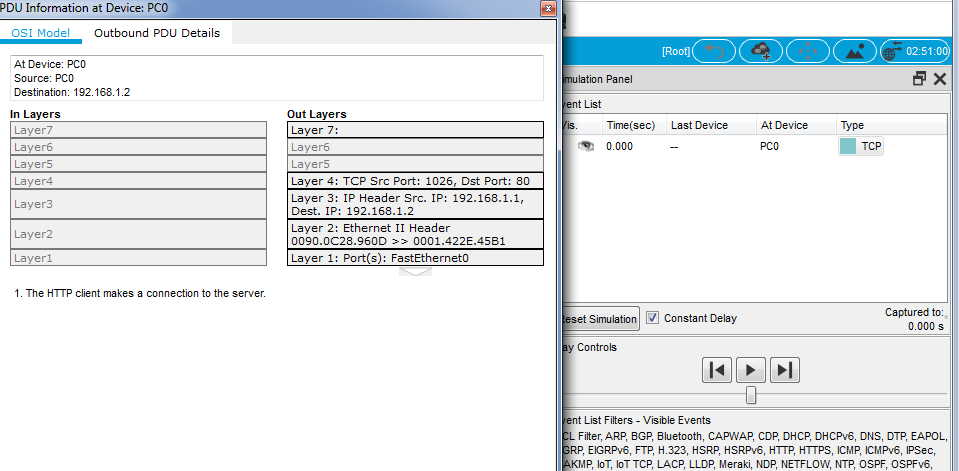 PDU Information at Device: PC0
OSI Model
Outbound PDU Details
At Device: PC0
Source: PC0
Destination: 192.168.1.2
In Layers
Layer7
Layer6
Layer5
Layer4
Layer3
Layer2
Layer1
Out Layers
Layer 7:
Layer6
Layer5
Layer 4: TCP Src Port: 1026, Dst Port: 80
Layer 3: IP Header Src. IP: 192.168.1.1,
Dest. IP: 192.168.1.2
Layer 2: Ethernet II Header
0090.0C28.960D >> 0001.422E.45B1
Layer 1: Port(s): FastEthernet0
1. The HTTP client makes a connection to the server.
[Root]
02:51:00
imulation Panel
vent List
Vis. Time(sec) Last Device At Device Type
0.000 -- PC0 TCP
eset Simulation
Constant Delay
Captured to:
0.000 s
ay Controls
vent List Filters - Visible Events
CL Filter, ARP, BGP, Bluetooth, CAPWAP, CDP, DHCP, DHCPv6, DNS, DTP, EAPOL,
GRP, EIGRPv6, FTP, H.323, HSRP, HSRPv6, HTTP, HTTPS, ICMP, ICMPv6, IPSec,
AKMP, IoT, IoT TCP, LACP, LLDP, Meraki, NDP, NETFLOW, NTP, OSPF, OSPFv6,